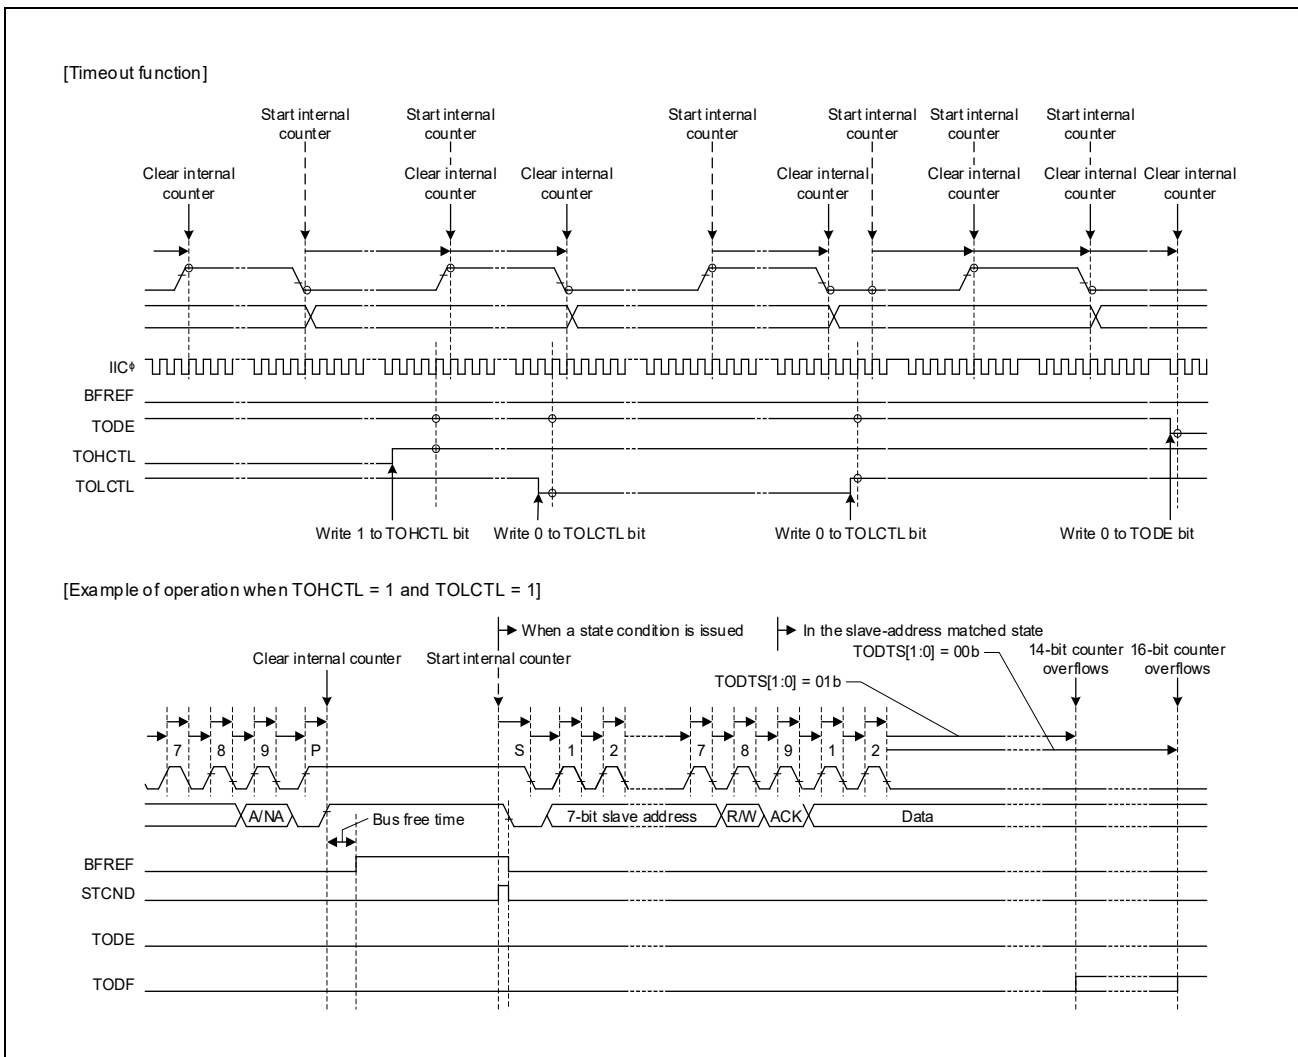 [Timeout function]
Start internal counter
Start internal counter
Start internal counter
Start internal counter
Start internal counter
Start internal counter
Clear internal counter
Clear internal counter
Clear internal counter
Clear internal counter
Clear internal counter
Clear internal counter
Clear internal counter
IICφ
BFREF
TODE
TOHCTL
TOLCTL
Write 1 to TOHCTL bit
Write 0 to TOLCTL bit
Write 0 to TOLCTL bit
Write 0 to TODE bit
[Example of operation when TOHCTL = 1 and TOLCTL = 1]
When a state condition is issued
In the slave-address matched state
TODTS[1:0] = 00b
Clear internal counter
Start internal counter
14-bit counter overflows
16-bit counter overflows
TODTS[1:0] = 01b
7 8 9 P S 1 2 7 8 9 1 2
A/NA
7-bit slave address
R/W
ACK
Data
Bus free time
BFREF
STCND
TODE
TODF